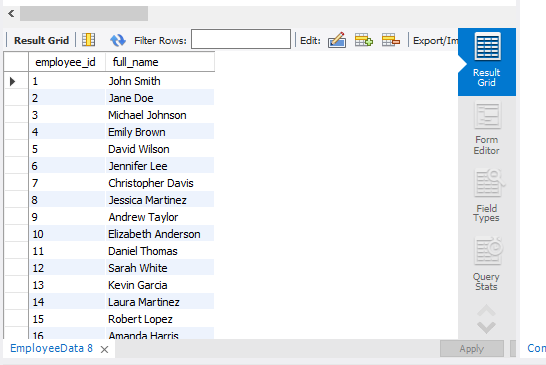 Result Grid Filter Rows: Edit: Export/Im
employee_id full_name
1 John Smith
2 Jane Doe
3 Michael Johnson
4 Emily Brown
5 David Wilson
6 Jennifer Lee
7 Christopher Davis
8 Jessica Martinez
9 Andrew Taylor
10 Elizabeth Anderson
11 Daniel Thomas
12 Sarah White
13 Kevin Garcia
14 Laura Martinez
15 Robert Lopez
16 Amanda Harris
Result
Grid
Form
Editor
Field
Types
Query
Stats
EmployeeData 8
Apply
Con